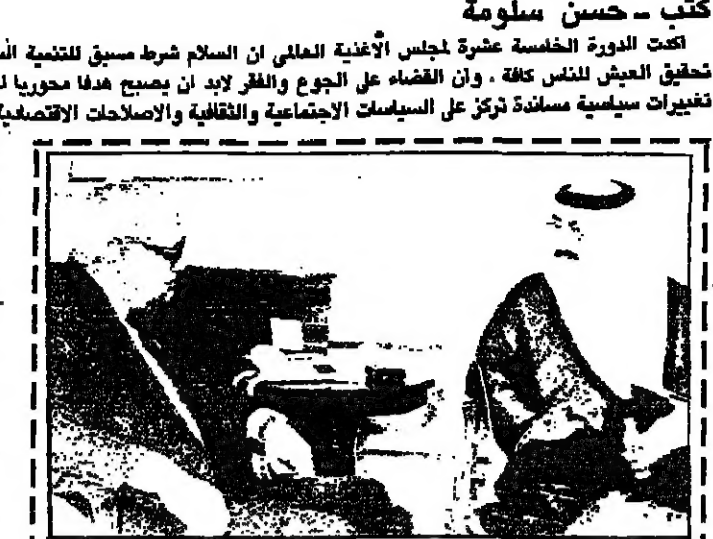 كتب ـ حسن سلومة
اكدت الدورة الخامسة عشرة لمجلس الأغذية العالمى ان السلام شرط مسبق للتنمية
تحقيق العيش للناس كافة ، وان القضاء على الجوع والفقر لابد ان يصبح هدفا محوريا
تغييرات سياسية مساندة تركز على السياسات الاجتماعية والثقافية والاصلاحات الاقتصادية